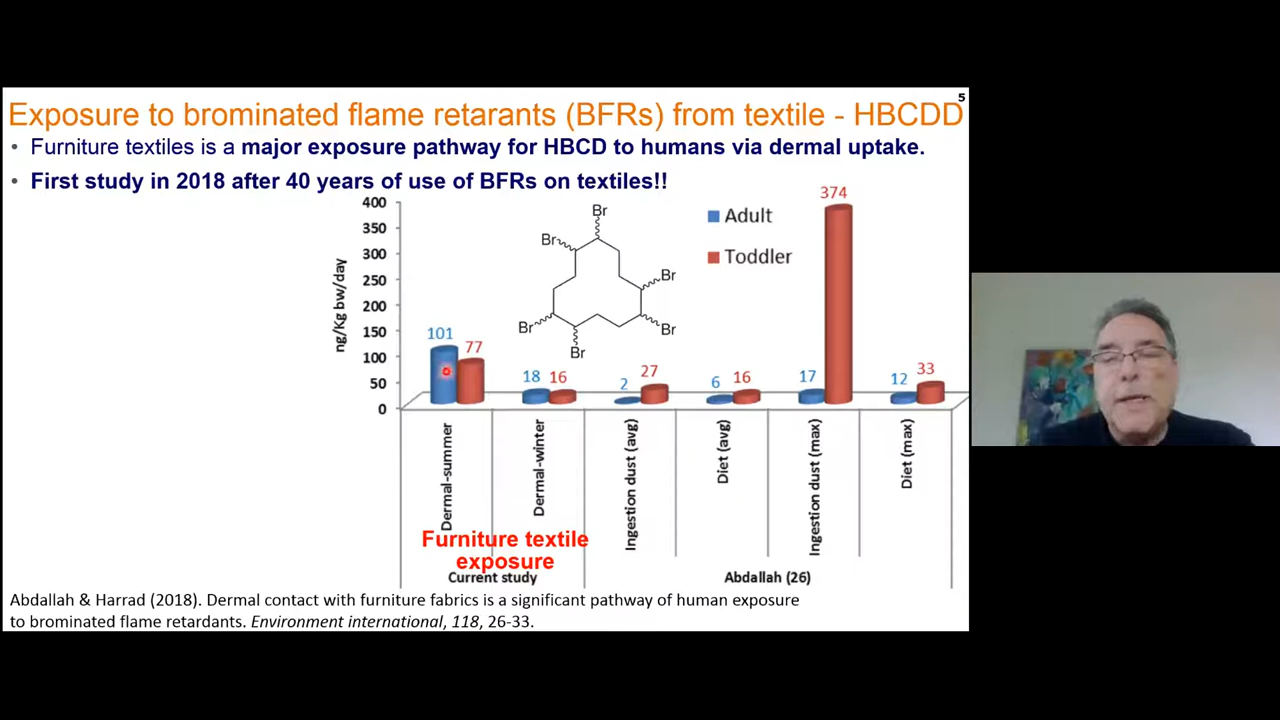 5
Exposure to brominated flame retarants (BFRs) from textile - HBCDD
• Furniture textiles is a major exposure pathway for HBCD to humans via dermal uptake.
• First study in 2018 after 40 years of use of BFRs on textiles!!
ng/Kg bw/day
400
350
300
250
200
150
100
50
0
Br
Br
Br
Br
Br
Br
Adult
Toddler
101
77
18
16
2
27
6
16
17
374
12
33
Dermal-summer
Dermal-winter
Ingestion dust (avg)
Diet (avg)
Ingestion dust (max)
Diet (max)
Furniture textile
exposure
Current study
Abdallah (26)
Abdallah & Harrad (2018). Dermal contact with furniture fabrics is a significant pathway of human exposure
to brominated flame retardants. Environment international, 118, 26-33.